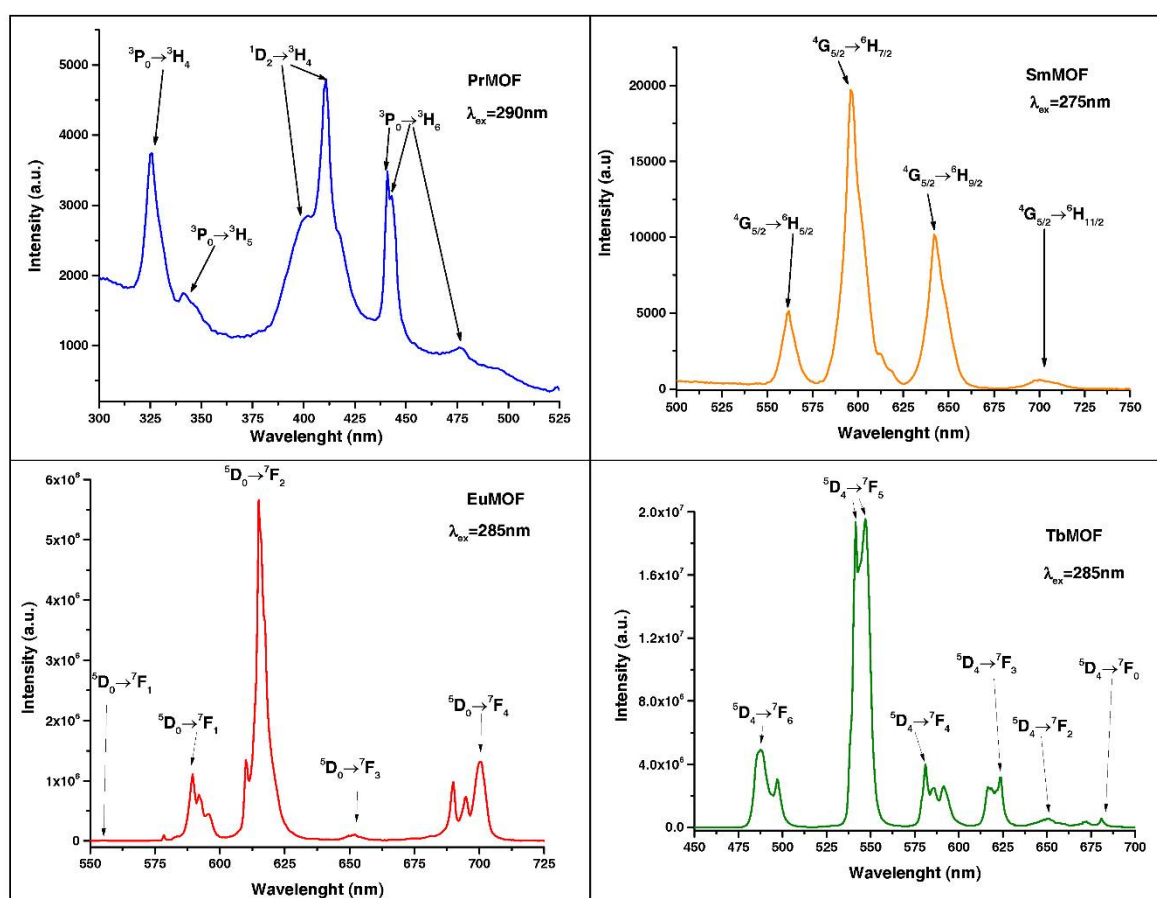 ³P₀→³H₄
¹D₂→³H₄
PrMOF
λₑₓ=290nm
³P₀→³H₆
³P₀→³H₅
Intensity (a.u.)
5000
4000
3000
2000
1000
300 325 350 375 400 425 450 475 500 525
Wavelenght (nm)
⁴G₅/₂→⁶H₇/₂
SmMOF
λₑₓ=275nm
⁴G₅/₂→⁶H₉/₂
⁴G₅/₂→⁶H₅/₂
⁴G₅/₂→⁶H₁₁/₂
Intensity (a.u)
20000
15000
10000
5000
0
500 525 550 575 600 625 650 675 700 725 750
Wavelenght (nm)
⁵D₀→⁷F₂
EuMOF
λₑₓ=285nm
⁵D₀→⁷F₁
⁵D₀→⁷F₁
⁵D₀→⁷F₃
⁵D₀→⁷F₄
Intensity (a.u.)
6x10⁶
5x10⁶
4x10⁶
3x10⁶
2x10⁶
1x10⁶
0
550 575 600 625 650 675 700 725
Wavelenght (nm)
⁵D₄→⁷F₅
TbMOF
λₑₓ=285nm
⁵D₄→⁷F₆
⁵D₄→⁷F₄
⁵D₄→⁷F₃
⁵D₄→⁷F₂
⁵D₄→⁷F₀
Intensity (a.u.)
2.0x10⁷
1.6x10⁷
1.2x10⁷
8.0x10⁶
4.0x10⁶
0.0
450 475 500 525 550 575 600 625 650 675 700
Wavelenght (nm)